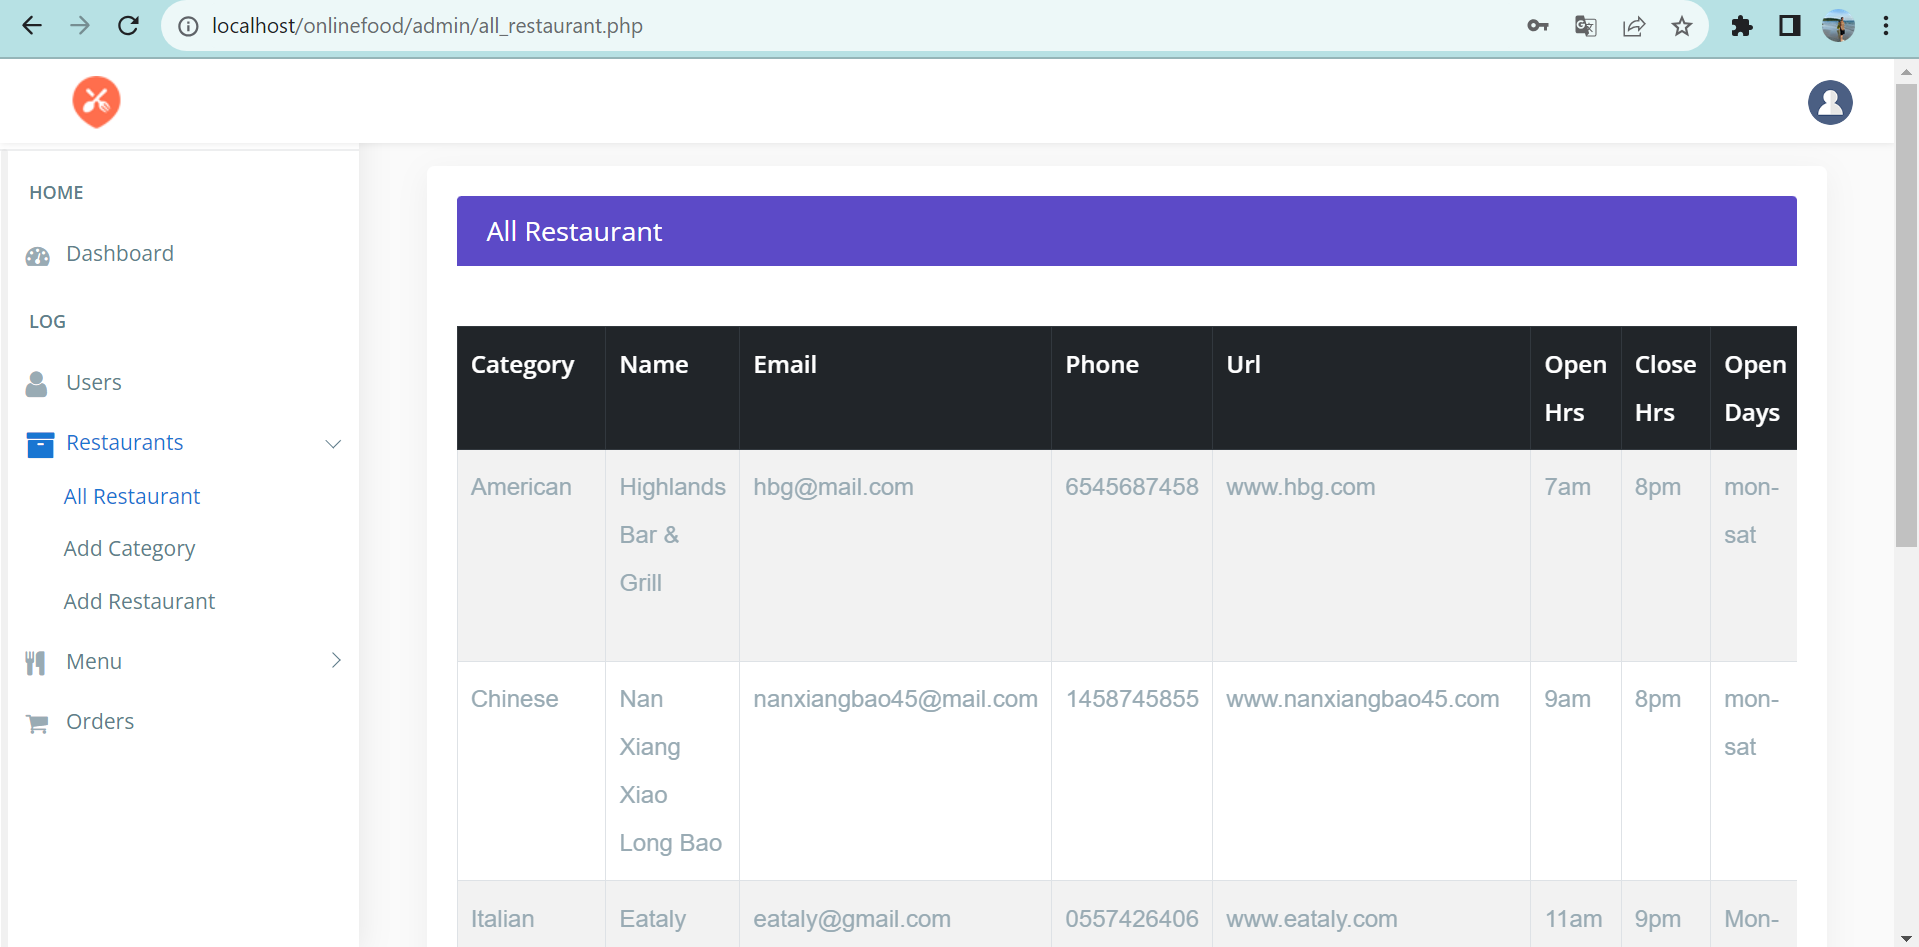 localhost/onlinefood/admin/all_restaurant.php
HOME
Dashboard
LOG
Users
Restaurants
All Restaurant
Add Category
Add Restaurant
Menu
Orders
All Restaurant
Category Name Email Phone Url Open Hrs Close Hrs Open Days
American Highlands Bar & Grill hbg@mail.com 6545687458 www.hbg.com 7am 8pm mon-sat
Chinese Nan Xiang Xiao Long Bao nanxiangbao45@mail.com 1458745855 www.nanxiangbao45.com 9am 8pm mon-sat
Italian Eataly eataly@gmail.com 0557426406 www.eataly.com 11am 9pm Mon-